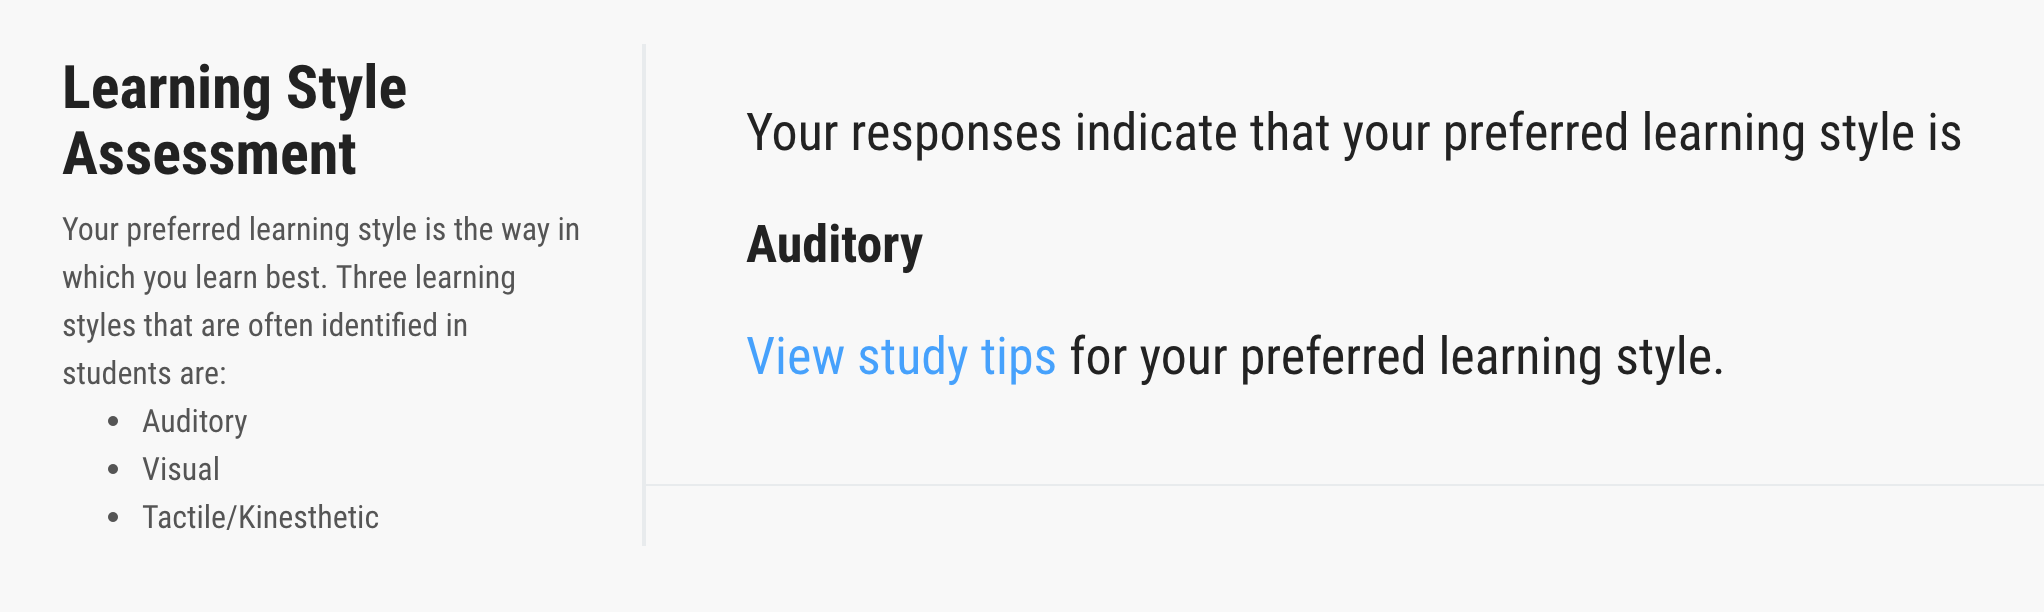 Learning Style
Assessment
Your preferred learning style is the way in
which you learn best. Three learning
styles that are often identified in
students are:
• Auditory
• Visual
• Tactile/Kinesthetic
Your responses indicate that your preferred learning style is
Auditory
View study tips for your preferred learning style.